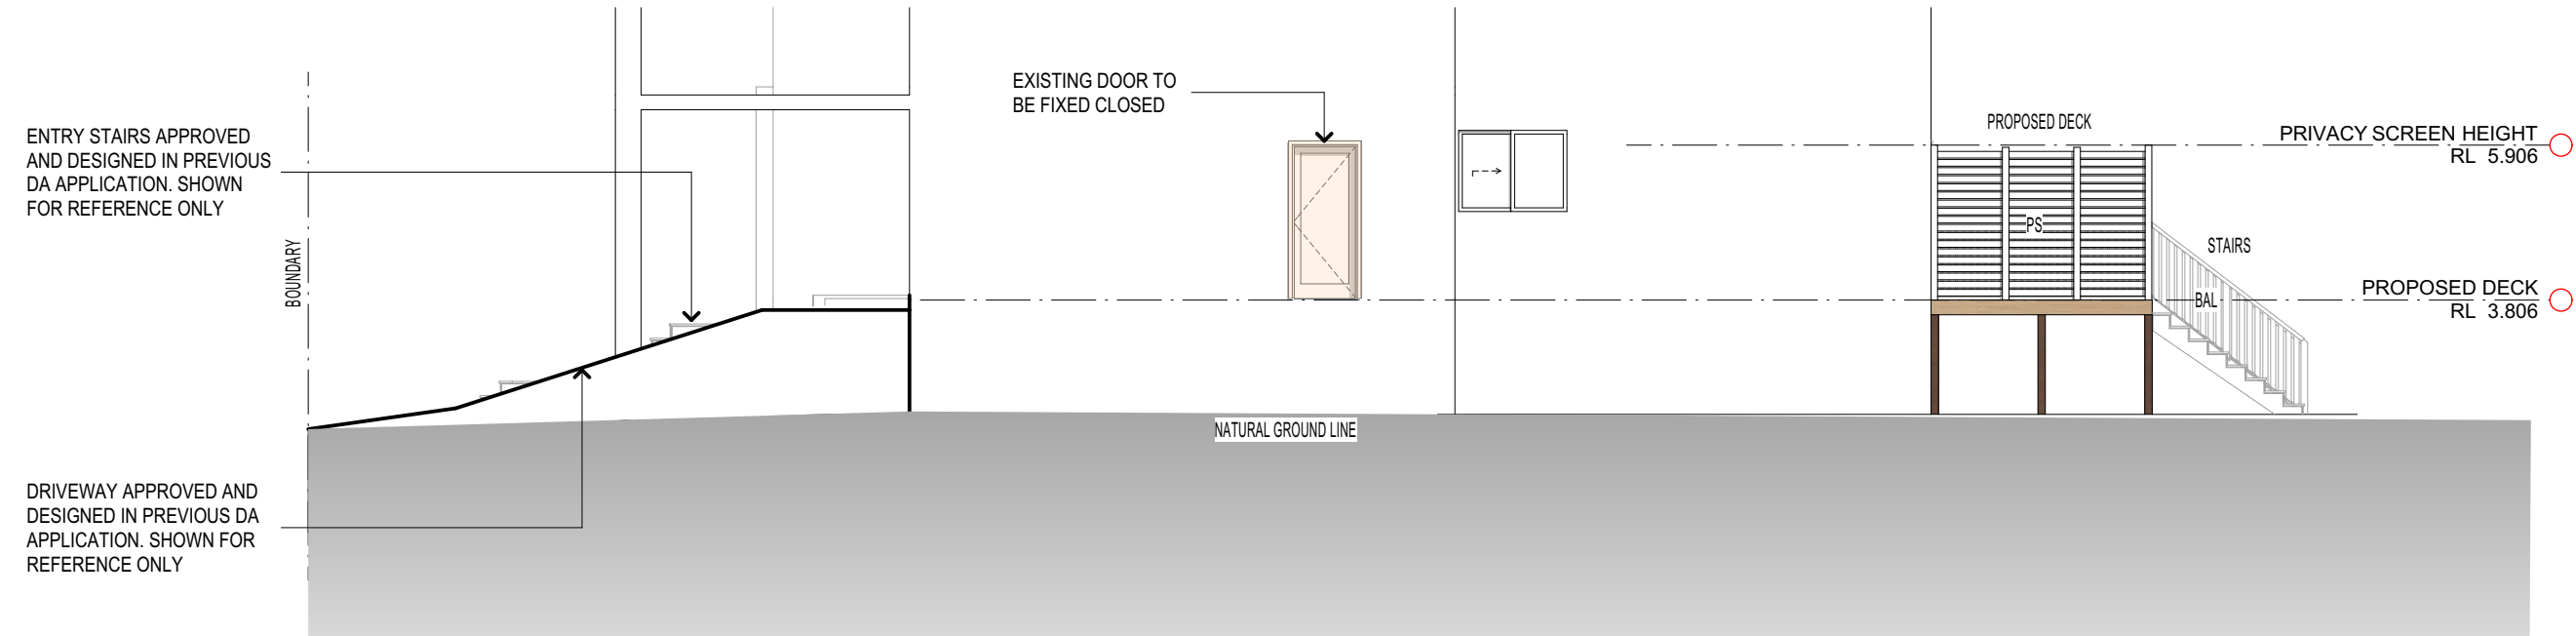 ENTRY STAIRS APPROVED
AND DESIGNED IN PREVIOUS
DA APPLICATION. SHOWN
FOR REFERENCE ONLY
BOUNDARY
DRIVEWAY APPROVED AND
DESIGNED IN PREVIOUS DA
APPLICATION. SHOWN FOR
REFERENCE ONLY
EXISTING DOOR TO
BE FIXED CLOSED
NATURAL GROUND LINE
PROPOSED DECK
PS
STAIRS
BAL
PRIVACY SCREEN HEIGHT
RL 5.906
PROPOSED DECK
RL 3.806